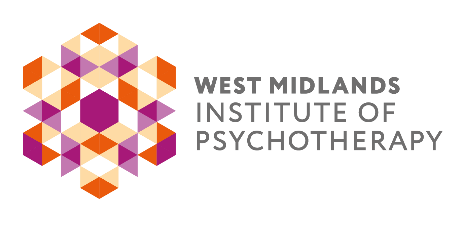 WEST MIDLANDS
INSTITUTE OF
PSYCHOTHERAPY